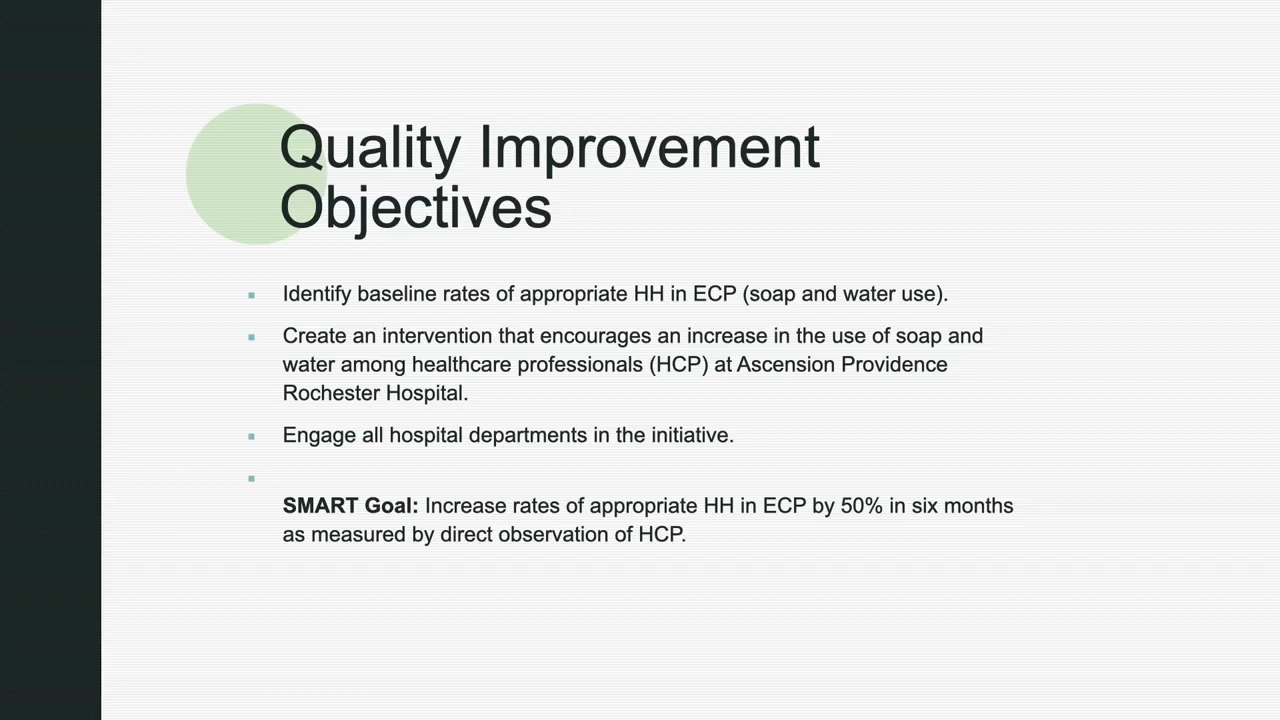 Quality Improvement
Objectives
Identify baseline rates of appropriate HH in ECP (soap and water use).
Create an intervention that encourages an increase in the use of soap and
water among healthcare professionals (HCP) at Ascension Providence
Rochester Hospital.
Engage all hospital departments in the initiative.
SMART Goal: Increase rates of appropriate HH in ECP by 50% in six months
as measured by direct observation of HCP.